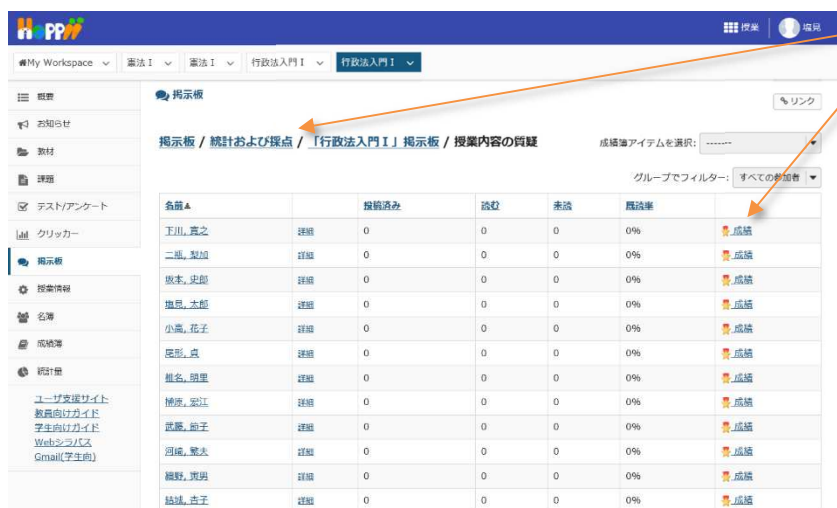 Hoppii 授業 塩見
My Workspace 憲法 I 憲法 I 行政法入門 I 行政法入門 I
概要
お知らせ
教材
課題
テスト/アンケート
クリッカー
掲示板
授業情報
名簿
成績簿
統計量
ユーザ支援サイト
教員向けガイド
学生向けガイド
Webシラバス
Gmail(学生向)
掲示板
リンク
掲示板 / 統計および採点 / 「行政法入門 I」掲示板 / 授業内容の質疑
成績簿アイテムを選択: -------
グループでフィルター: すべての参加者
名前 投稿済み 読む 未読 既読率
下川, 寛之 詳細 0 0 0 0% 成績
二瓶, 梨加 詳細 0 0 0 0% 成績
坂本, 史郎 詳細 0 0 0 0% 成績
塩見, 太郎 詳細 0 0 0 0% 成績
小高, 花子 詳細 0 0 0 0% 成績
尾形, 貞 詳細 0 0 0 0% 成績
椎名, 明里 詳細 0 0 0 0% 成績
榊原, 宏江 詳細 0 0 0 0% 成績
武藤, 節子 詳細 0 0 0 0% 成績
河崎, 繁夫 詳細 0 0 0 0% 成績
細野, 寅男 詳細 0 0 0 0% 成績
結城, 杏子 詳細 0 0 0 0% 成績